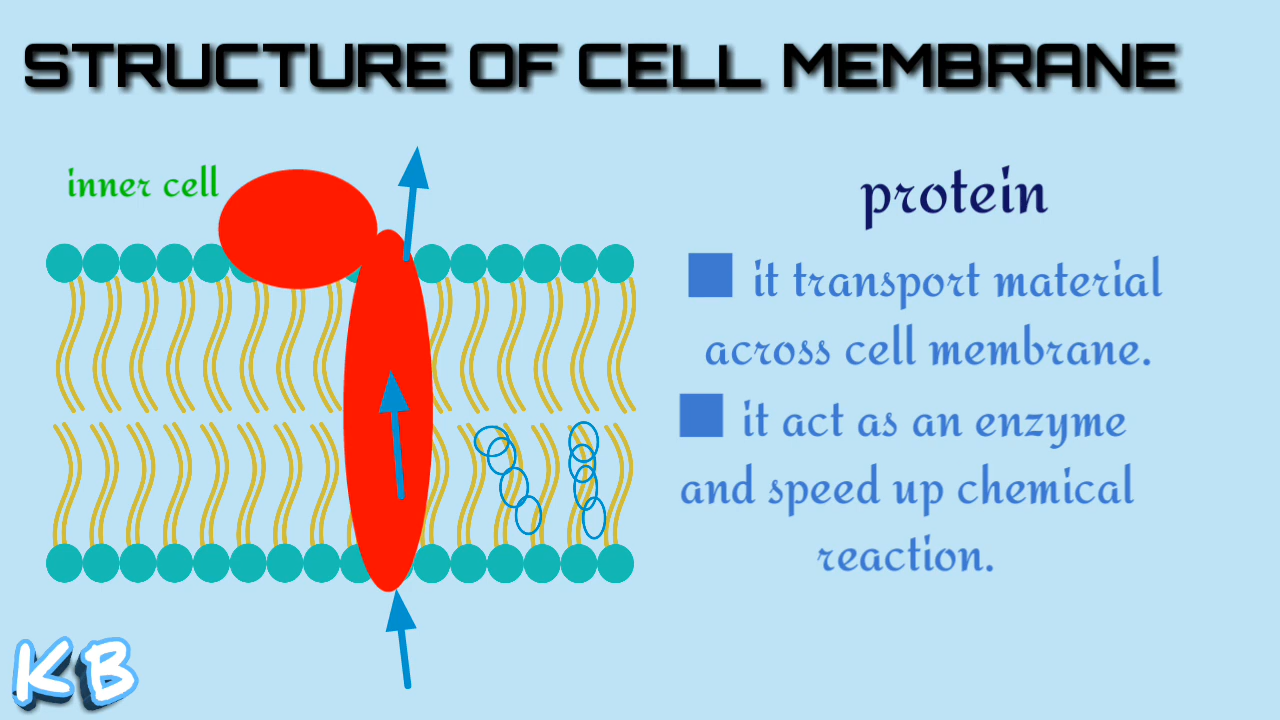 STRUCTURE OF CELL MEMBRANE
inner cell
protein
it transport material
across cell membrane.
it act as an enzyme
and speed up chemical
reaction.
KB